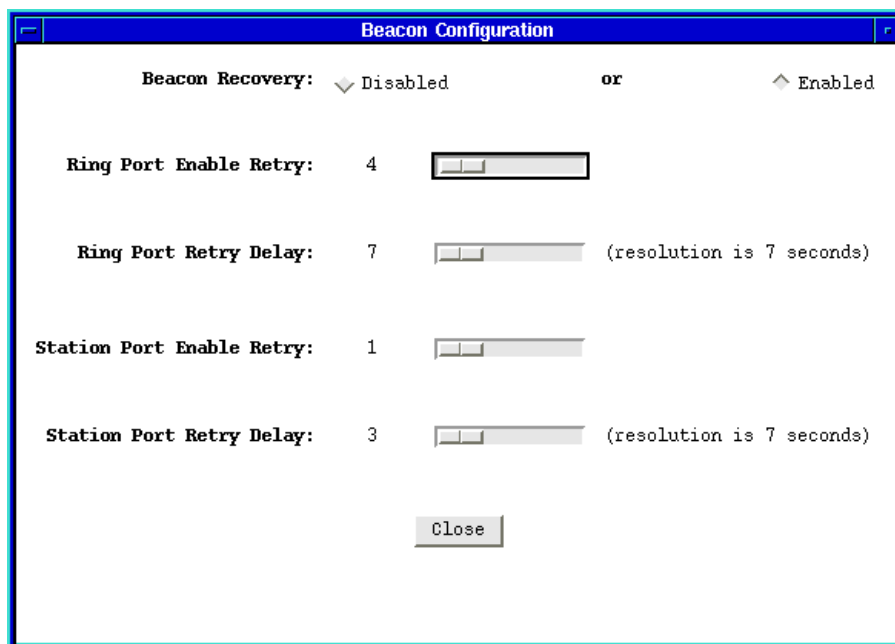 Beacon Configuration
Beacon Recovery: Disabled or Enabled
Ring Port Enable Retry: 4
Ring Port Retry Delay: 7 (resolution is 7 seconds)
Station Port Enable Retry: 1
Station Port Retry Delay: 3 (resolution is 7 seconds)
Close